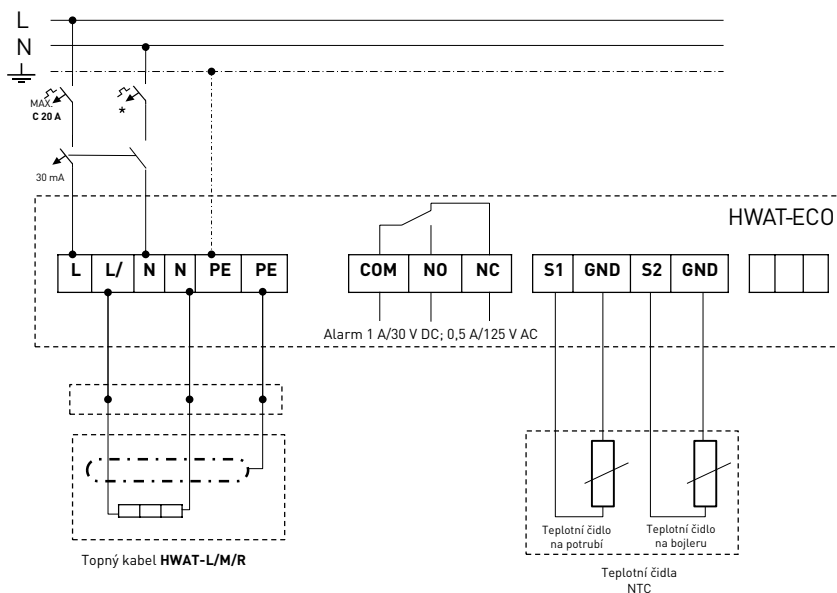 L
N
MAX.
C 20 A
*
30 mA
HWAT-ECO
L L/ N N PE PE
COM NO NC
S1 GND S2 GND
Alarm 1 A/30 V DC; 0,5 A/125 V AC
Teplotní čidlo
na potrubí
Teplotní čidlo
na bojleru
Topný kabel HWAT-L/M/R
Teplotní čidla
NTC